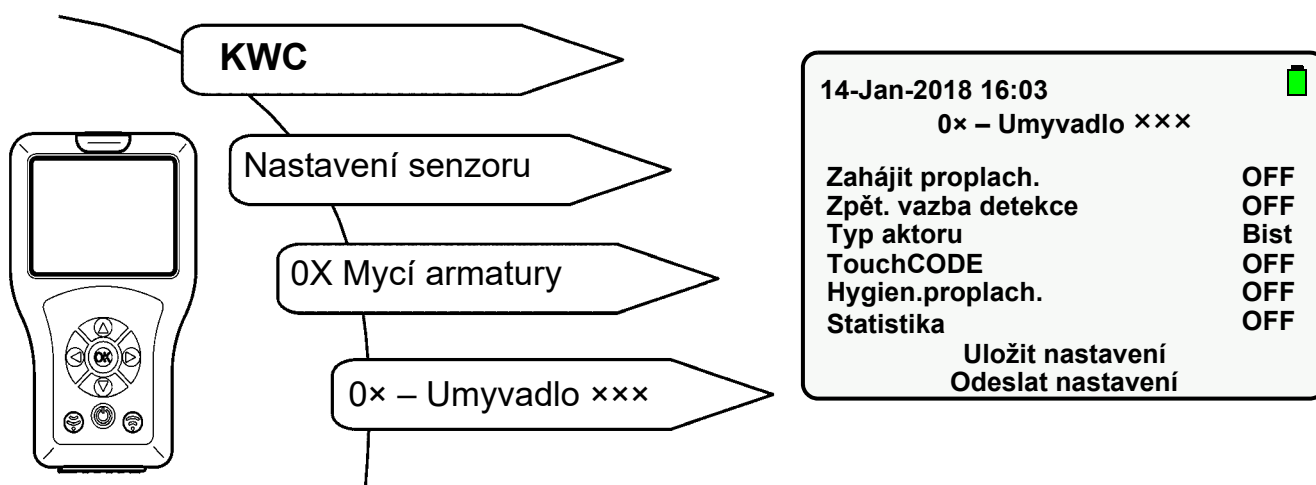 KWC
Nastavení senzoru
0X Mycí armatury
0× – Umyvadlo ×××
OK
14-Jan-2018 16:03
0× – Umyvadlo ×××
Zahájit proplach. OFF
Zpět. vazba detekce OFF
Typ aktoru Bist
TouchCODE OFF
Hygien.proplach. OFF
Statistika OFF
Uložit nastavení
Odeslat nastavení